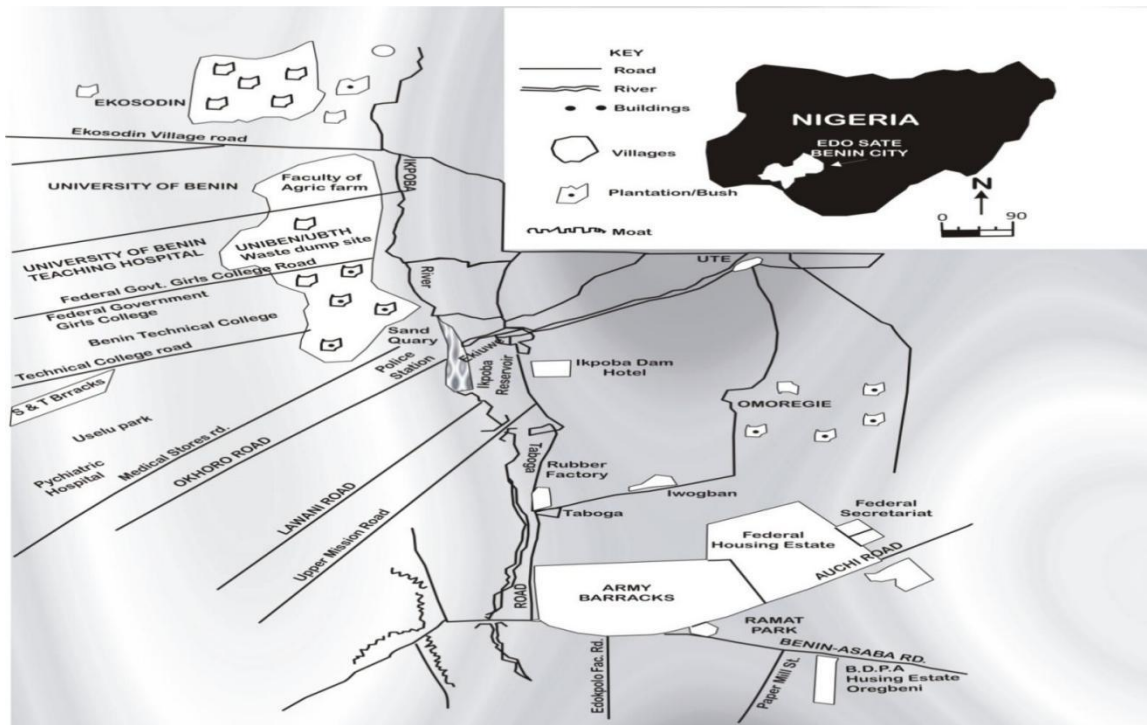 KEY
Road
River
Buildings
Villages
Plantation/Bush
Moat
NIGERIA
EDO SATE
BENIN CITY
N
0 90
EKOSODIN
Ekosodin Village road
UNIVERSITY OF BENIN
Faculty of
Agric farm
IKPOBA
UNIVERSITY OF BENIN
TEACHING HOSPITAL
UNIBEN/UBTH
Waste dump site
River
UTE
Federal Govt. Girls College Road
Federal Government
Girls College
Benin Technical College
Technical College road
Sand
Quary
Police
Station
Ekiuwe
Ikpoba
Reservoir
Ikpoba Dam
Hotel
S & T Brracks
Uselu park
Pychiatric
Hospital
Medical Stores rd.
OKHORO ROAD
LAWANI ROAD
Upper Mission Road
OMOREGIE
Taboga
Rubber
Factory
Taboga
Iwogban
Federal
Secretariat
Federal
Housing Estate
AUCHI ROAD
ARMY
BARRACKS
ROAD
RAMAT
PARK
BENIN-ASABA RD.
Edokpolo Fac. Rd.
Paper Mill St.
B.D.P.A
Husing Estate
Oregbeni